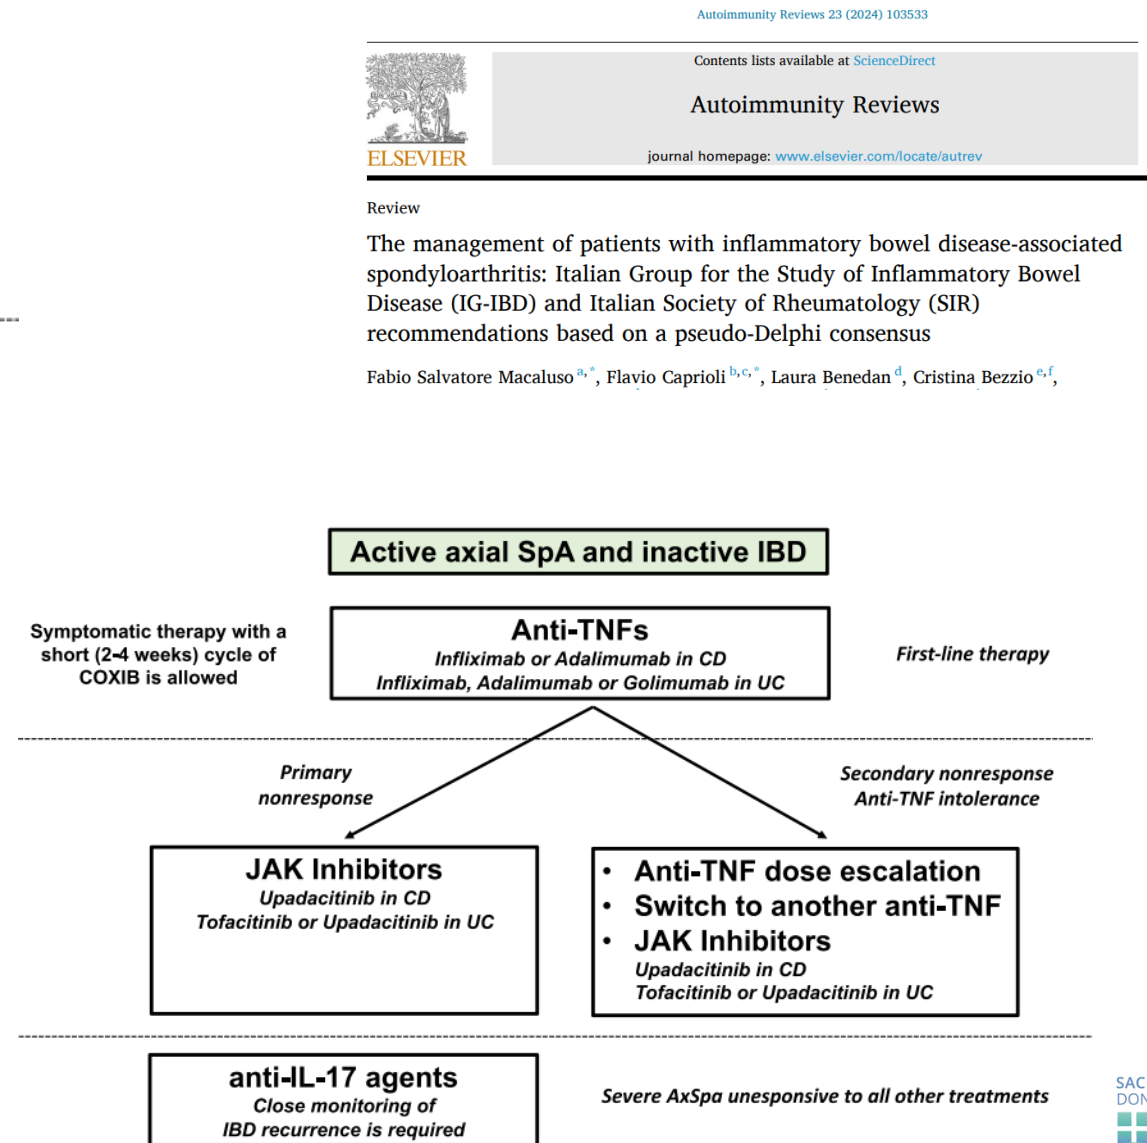 Autoimmunity Reviews 23 (2024) 103533
Contents lists available at ScienceDirect
Autoimmunity Reviews
journal homepage: www.elsevier.com/locate/autrev
ELSEVIER
Review
The management of patients with inflammatory bowel disease-associated
spondyloarthritis: Italian Group for the Study of Inflammatory Bowel
Disease (IG-IBD) and Italian Society of Rheumatology (SIR)
recommendations based on a pseudo-Delphi consensus
Fabio Salvatore Macaluso a,*, Flavio Caprioli b,c,*, Laura Benedan d, Cristina Bezzio e,f,
Active axial SpA and inactive IBD
Symptomatic therapy with a
short (2-4 weeks) cycle of
COXIB is allowed
Anti-TNFs
Infliximab or Adalimumab in CD
Infliximab, Adalimumab or Golimumab in UC
First-line therapy
Primary
nonresponse
Secondary nonresponse
Anti-TNF intolerance
JAK Inhibitors
Upadacitinib in CD
Tofacitinib or Upadacitinib in UC
• Anti-TNF dose escalation
• Switch to another anti-TNF
• JAK Inhibitors
Upadacitinib in CD
Tofacitinib or Upadacitinib in UC
anti-IL-17 agents
Close monitoring of
IBD recurrence is required
Severe AxSpa unesponsive to all other treatments
SAC
DON